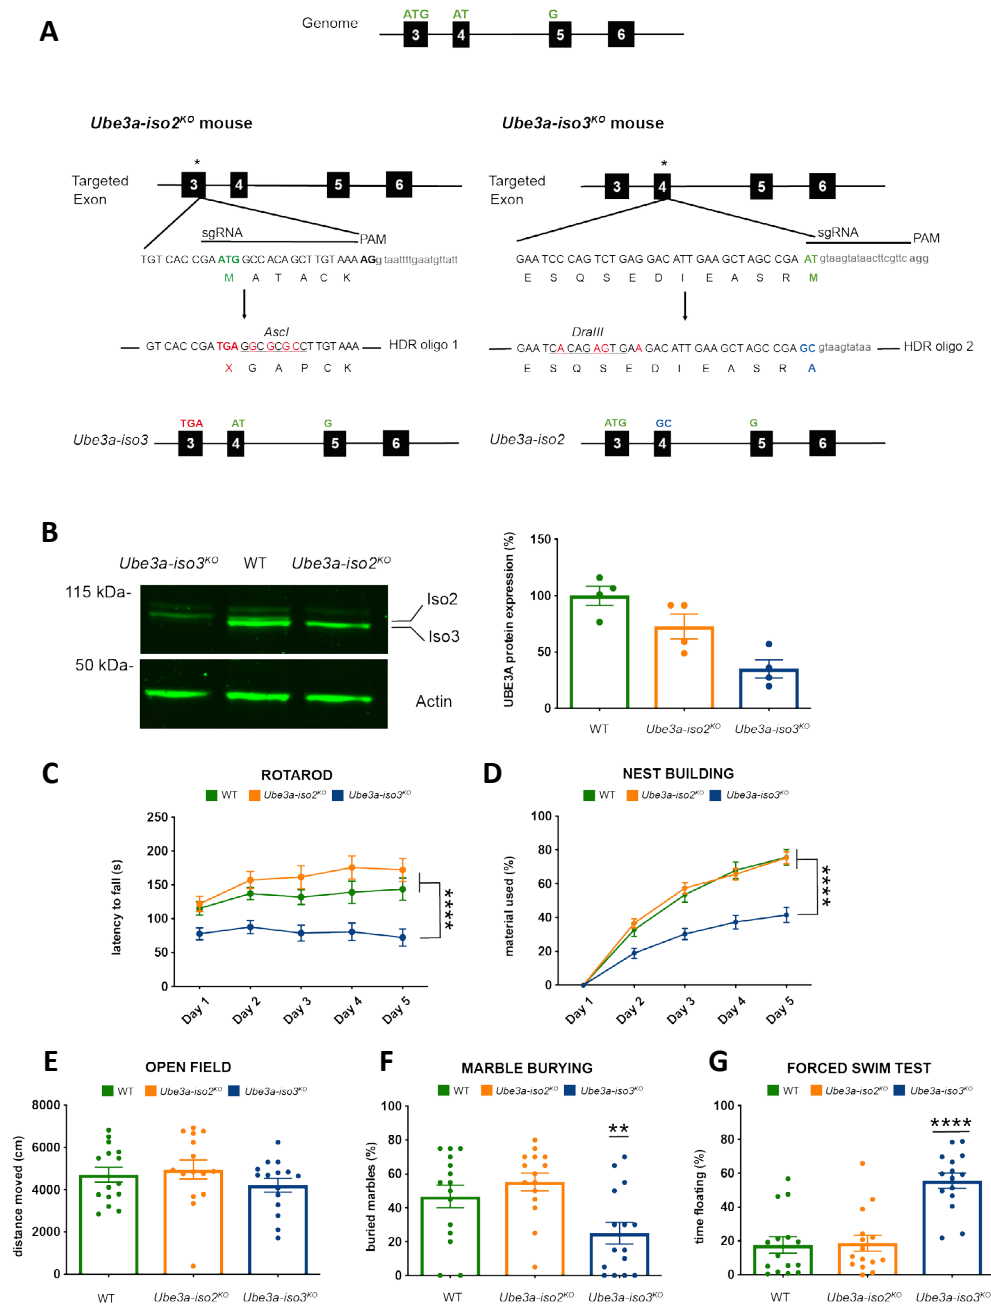 A
Genome
ATG AT G
3 4 5 6
Ube3a-iso2KO mouse
Ube3a-iso3KO mouse
* *
Targeted Exon 3 4 5 6
Targeted Exon 3 4 5 6
sgRNA PAM
TGT CAC CGA ATG GCC ACA GCT TGT AAA AGg taattttgaatgttatt
M A T A C K
sgRNA PAM
GAA TCC CAG TCT GAG GAC ATT GAA GCT AGC CGA AT gtaagtataacttcgttc agg
E S Q S E D I E A S R M
AscI
GT CAC CGA TGA GGC GCG CCT TGT AAA HDR oligo 1
X G A P C K
DraIII
GAA TCA CAG AGT GAA GAC ATT GAA GCT AGC CGA GC gtaagtataa HDR oligo 2
E S Q S E D I E A S R A
TGA AT G
Ube3a-iso3 3 4 5 6
ATG GC G
Ube3a-iso2 3 4 5 6
B
Ube3a-iso3KO WT Ube3a-iso2KO
115 kDa-
Iso2
Iso3
50 kDa-
Actin
UBE3A protein expression (%)
150
100
50
0
WT Ube3a-iso2KO Ube3a-iso3KO
C
ROTAROD
WT Ube3a-iso2KO Ube3a-iso3KO
latency to fall (s)
250
200
150
100
50
0
****
Day 1 Day 2 Day 3 Day 4 Day 5
D
NEST BUILDING
WT Ube3a-iso2KO Ube3a-iso3KO
material used (%)
100
80
60
40
20
0
****
Day 1 Day 2 Day 3 Day 4 Day 5
E
OPEN FIELD
WT Ube3a-iso2KO Ube3a-iso3KO
distance moved (cm)
8000
6000
4000
2000
0
WT Ube3a-iso2KO Ube3a-iso3KO
F
MARBLE BURYING
WT Ube3a-iso2KO Ube3a-iso3KO
buried marbles (%)
100
80
60
40
20
0
**
WT Ube3a-iso2KO Ube3a-iso3KO
G
FORCED SWIM TEST
WT Ube3a-iso2KO Ube3a-iso3KO
time floating (%)
100
80
60
40
20
0
****
WT Ube3a-iso2KO Ube3a-iso3KO